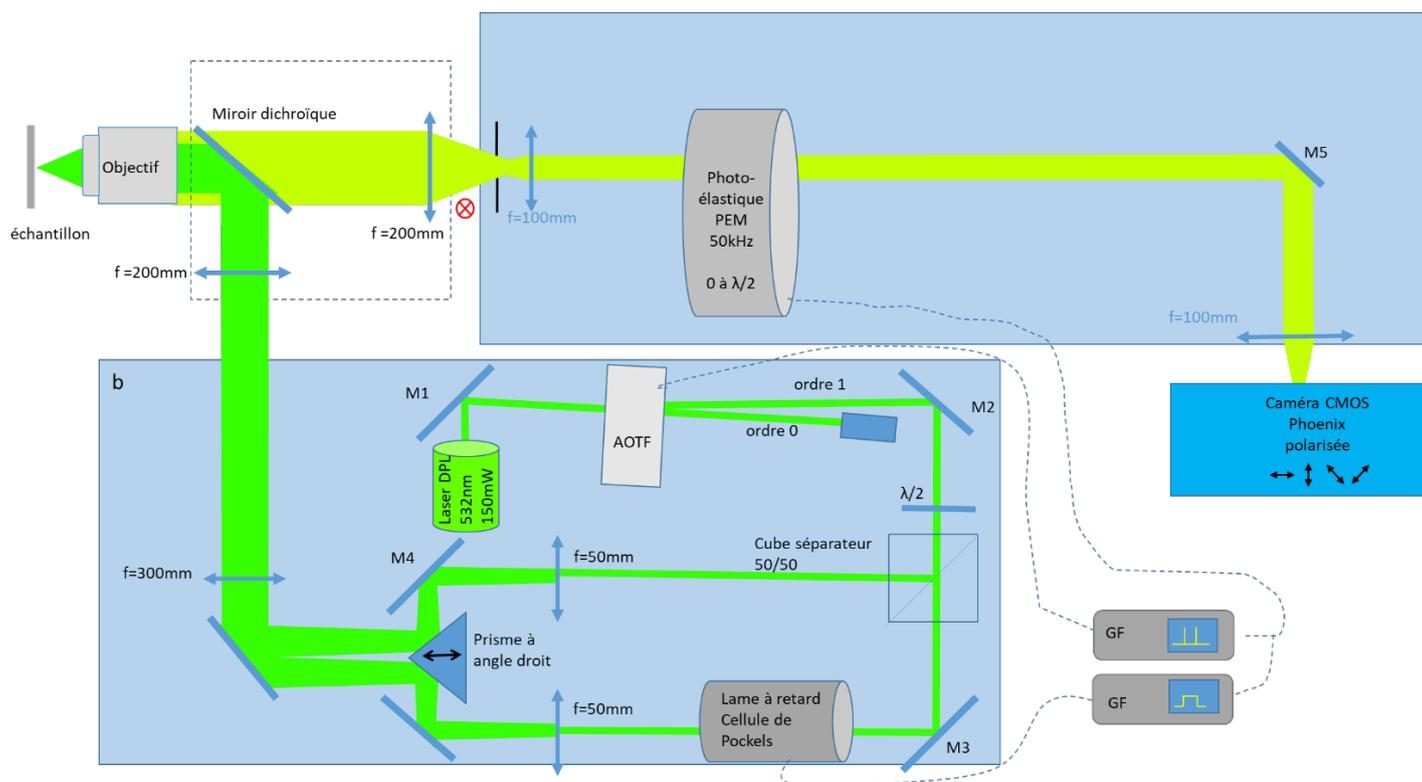 Miroir dichroïque
Objectif
échantillon
f =200mm
f=100mm
f =200mm
Photo-
élastique
PEM
50kHz
0 à λ/2
M5
f=100mm
Caméra CMOS
Phoenix
polarisée
b
M1
AOTF
ordre 1
ordre 0
M2
Laser DPL
532nm
150mW
λ/2
Cube séparateur
50/50
M4
f=50mm
f=300mm
Prisme à
angle droit
f=50mm
Lame à retard
Cellule de
Pockels
M3
GF
GF